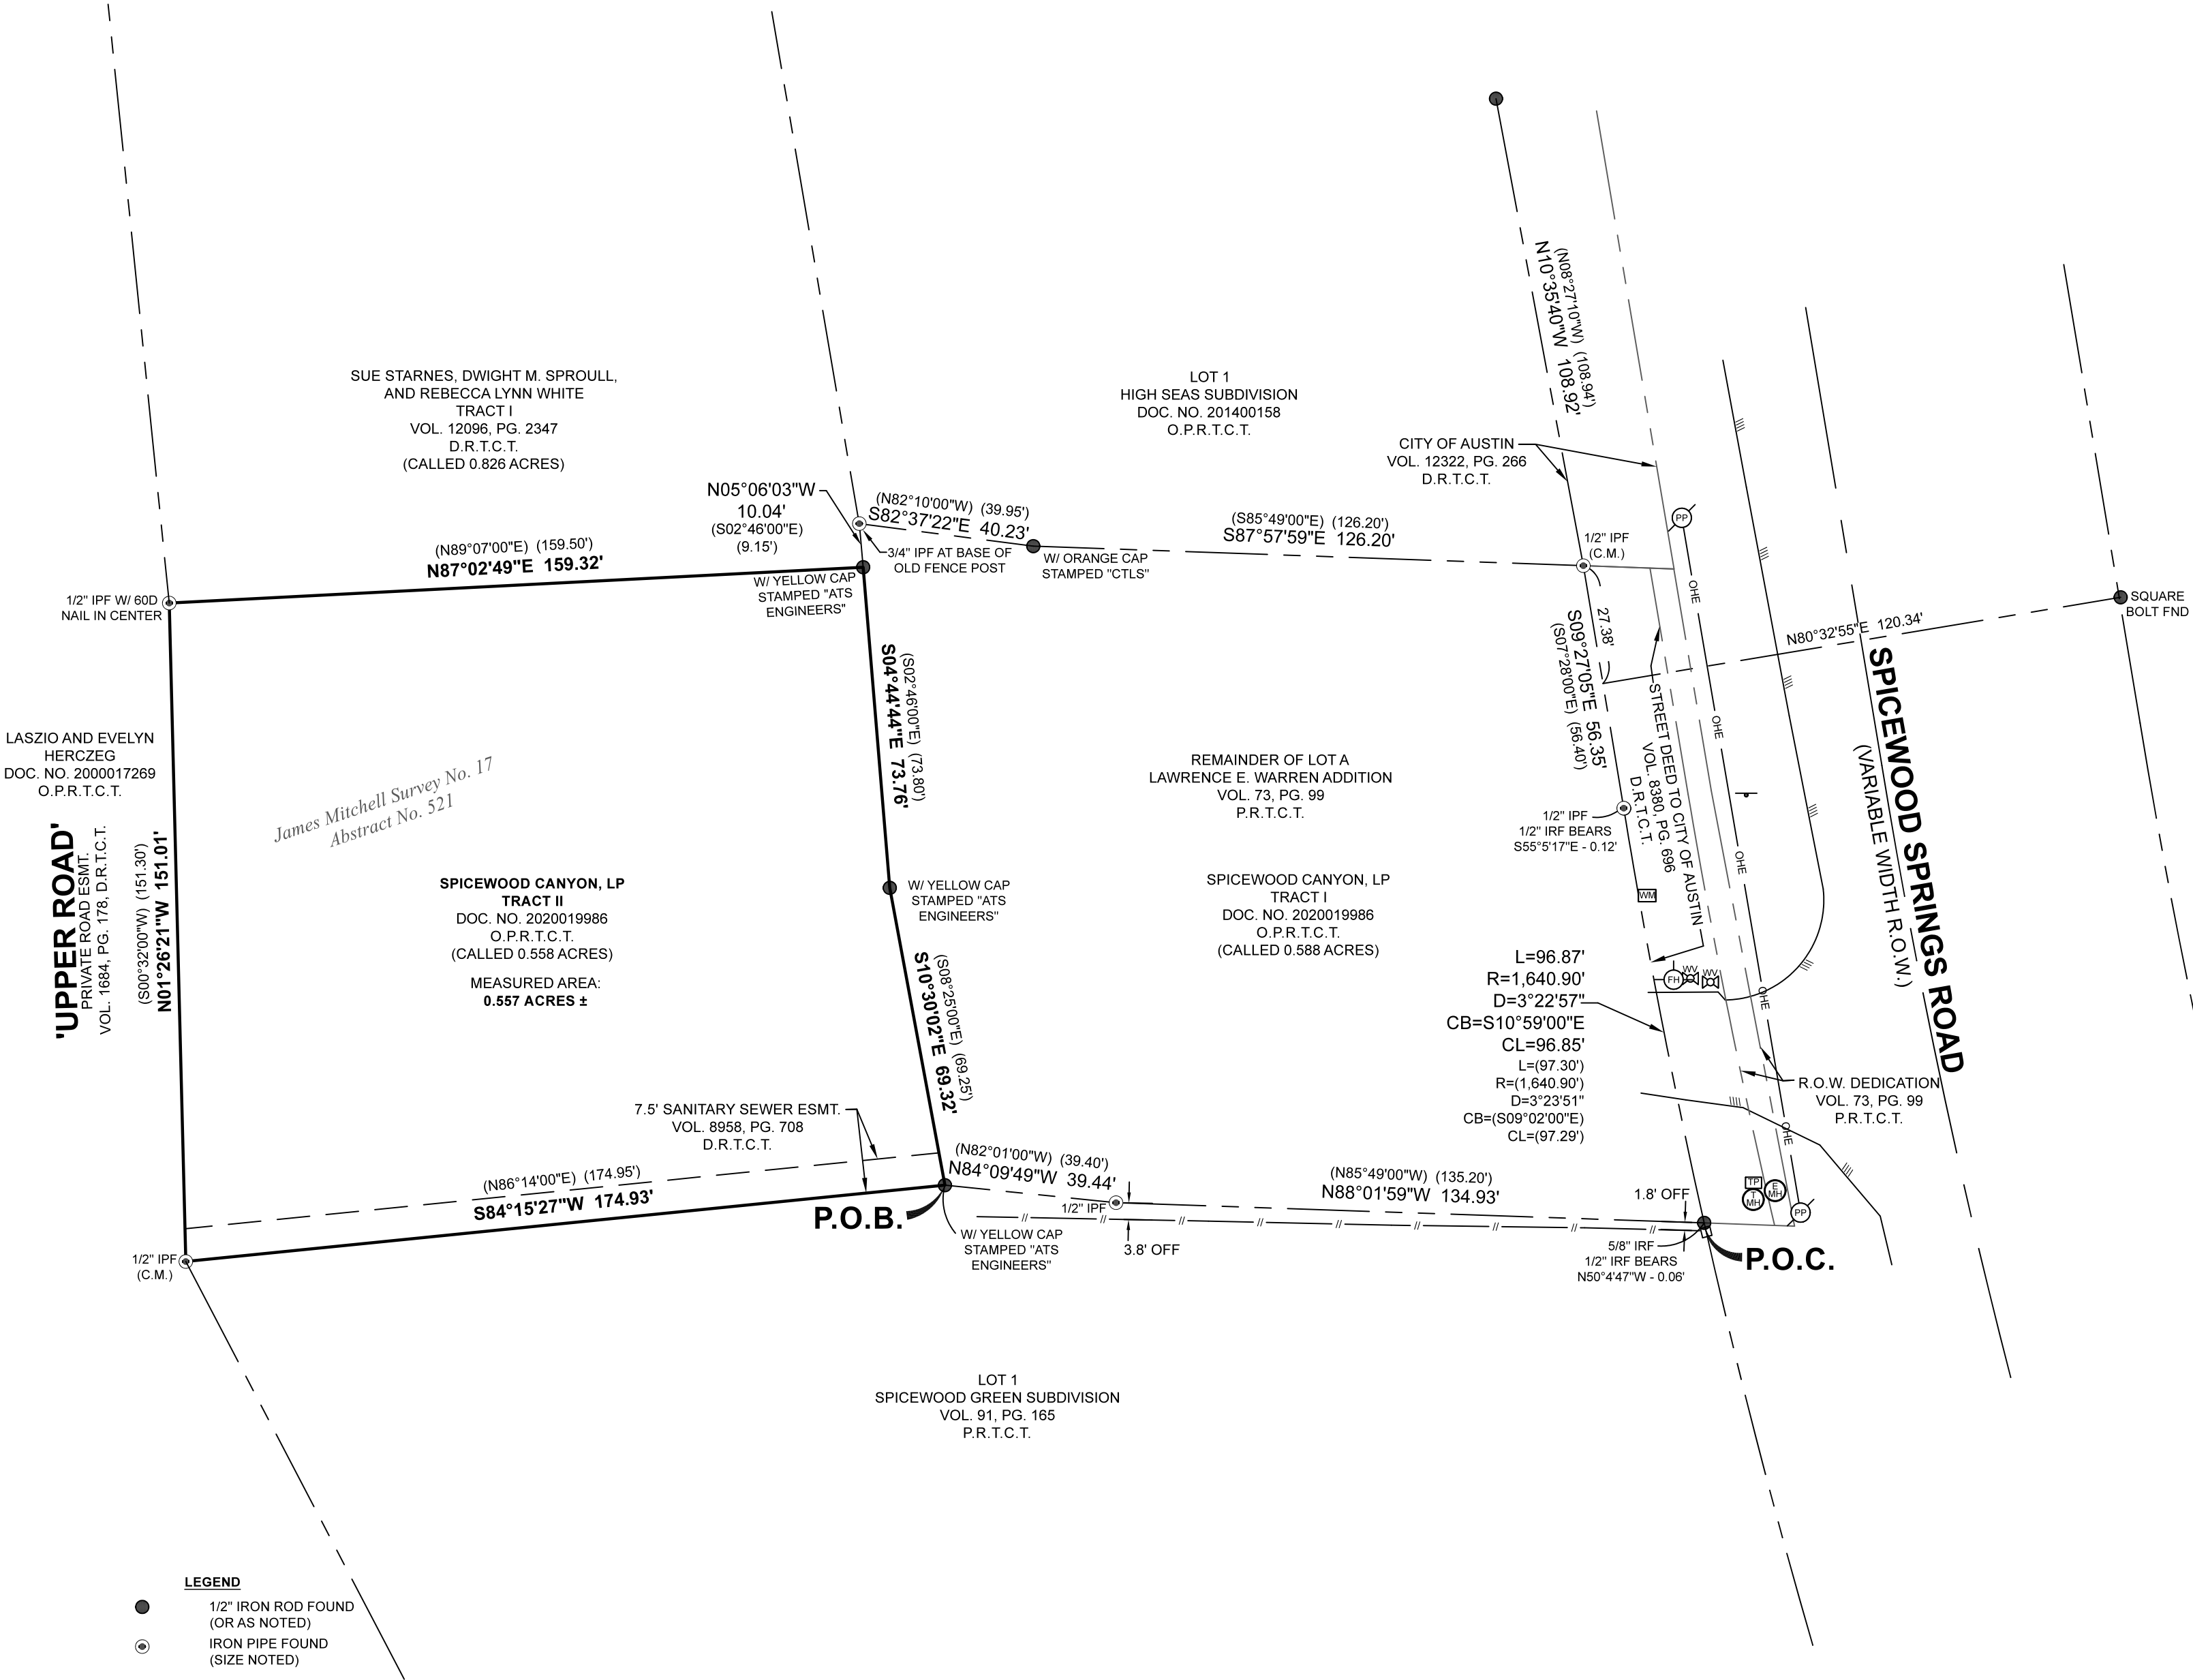 SUE STARNES, DWIGHT M. SPROULL,
AND REBECCA LYNN WHITE
TRACT I
VOL. 12096, PG. 2347
D.R.T.C.T.
(CALLED 0.826 ACRES)
LOT 1
HIGH SEAS SUBDIVISION
DOC. NO. 201400158
O.P.R.T.C.T.
(N08°27'10"W) (108.94')
N10°35'40"W 108.92'
CITY OF AUSTIN
VOL. 12322, PG. 266
D.R.T.C.T.
N05°06'03"W
10.04'
(S02°46'00"E)
(9.15')
(N82°10'00"W) (39.95')
S82°37'22"E 40.23'
3/4" IPF AT BASE OF
OLD FENCE POST
W/ ORANGE CAP
STAMPED "CTLS"
(S85°49'00"E) (126.20')
S87°57'59"E 126.20'
1/2" IPF
(C.M.)
PP
OHE
(N89°07'00"E) (159.50')
N87°02'49"E 159.32'
W/ YELLOW CAP
STAMPED "ATS
ENGINEERS"
1/2" IPF W/ 60D
NAIL IN CENTER
SQUARE
BOLT FND
N80°32'55"E 120.34'
27.38'
S09°27'05"E 56.35'
(S07°28'00"E) (56.40')
STREET DEED TO CITY OF AUSTIN
VOL. 8380, PG. 696
D.R.T.C.T.
OHE
SPICEWOOD SPRINGS ROAD
(VARIABLE WIDTH R.O.W.)
(S02°46'00"E) (73.80')
S04°44'44"E 73.76'
LASZIO AND EVELYN
HERCZEG
DOC. NO. 2000017269
O.P.R.T.C.T.
James Mitchell Survey No. 17
Abstract No. 521
REMAINDER OF LOT A
LAWRENCE E. WARREN ADDITION
VOL. 73, PG. 99
P.R.T.C.T.
1/2" IPF
1/2" IRF BEARS
S55°5'17"E - 0.12'
OHE
WM
'UPPER ROAD'
PRIVATE ROAD ESMT.
VOL. 1684, PG. 178, D.R.T.C.T.
(S00°32'00"W) (151.30')
N01°26'21"W 151.01'
SPICEWOOD CANYON, LP
TRACT II
DOC. NO. 2020019986
O.P.R.T.C.T.
(CALLED 0.558 ACRES)
MEASURED AREA:
0.557 ACRES ±
W/ YELLOW CAP
STAMPED "ATS
ENGINEERS"
SPICEWOOD CANYON, LP
TRACT I
DOC. NO. 2020019986
O.P.R.T.C.T.
(CALLED 0.588 ACRES)
(S08°25'00"E) (69.25')
S10°30'02"E 69.32'
L=96.87'
R=1,640.90'
D=3°22'57"
CB=S10°59'00"E
CL=96.85'
L=(97.30')
R=(1,640.90')
D=3°23'51"
CB=(S09°02'00"E)
CL=(97.29')
FH
WV
WV
OHE
R.O.W. DEDICATION
VOL. 73, PG. 99
P.R.T.C.T.
OHE
7.5' SANITARY SEWER ESMT.
VOL. 8958, PG. 708
D.R.T.C.T.
(N86°14'00"E) (174.95')
S84°15'27"W 174.93'
P.O.B.
(N82°01'00"W) (39.40')
N84°09'49"W 39.44'
1/2" IPF
(N85°49'00"W) (135.20')
N88°01'59"W 134.93'
1.8' OFF
TP
T
MH
E
MH
PP
W/ YELLOW CAP
STAMPED "ATS
ENGINEERS"
3.8' OFF
5/8" IRF
1/2" IRF BEARS
N50°4'47"W - 0.06'
P.O.C.
1/2" IPF
(C.M.)
LOT 1
SPICEWOOD GREEN SUBDIVISION
VOL. 91, PG. 165
P.R.T.C.T.
LEGEND
1/2" IRON ROD FOUND
(OR AS NOTED)
IRON PIPE FOUND
(SIZE NOTED)